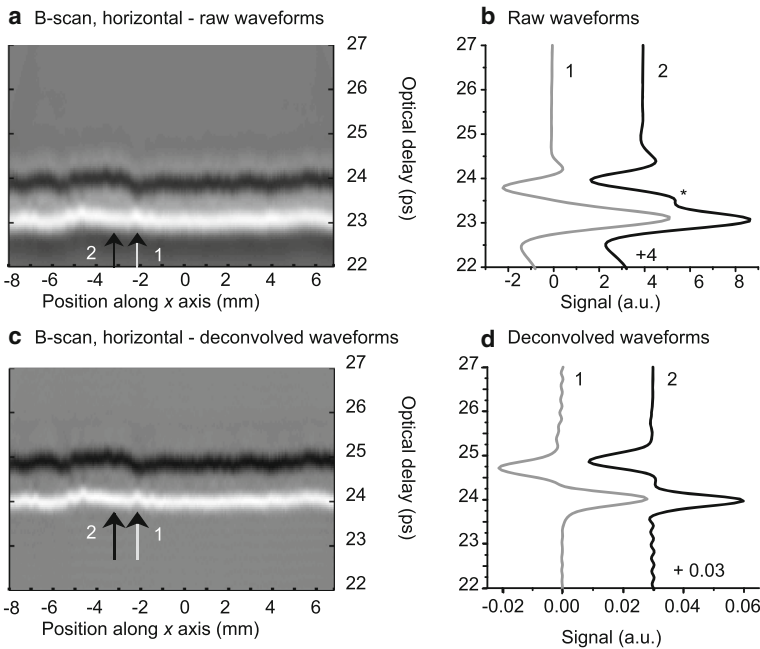 a B-scan, horizontal - raw waveforms
27
26
25
24
23
22
Optical delay (ps)
2
1
-8 -6 -4 -2 0 2 4 6
Position along x axis (mm)
b Raw waveforms
27
26
25
24
23
22
1
2
*
+4
-2 0 2 4 6 8
Signal (a.u.)
c B-scan, horizontal - deconvolved waveforms
27
26
25
24
23
22
Optical delay (ps)
2
1
-8 -6 -4 -2 0 2 4 6
Position along x axis (mm)
d Deconvolved waveforms
27
26
25
24
23
22
1
2
+ 0.03
-0.02 0.00 0.02 0.04 0.06
Signal (a.u.)